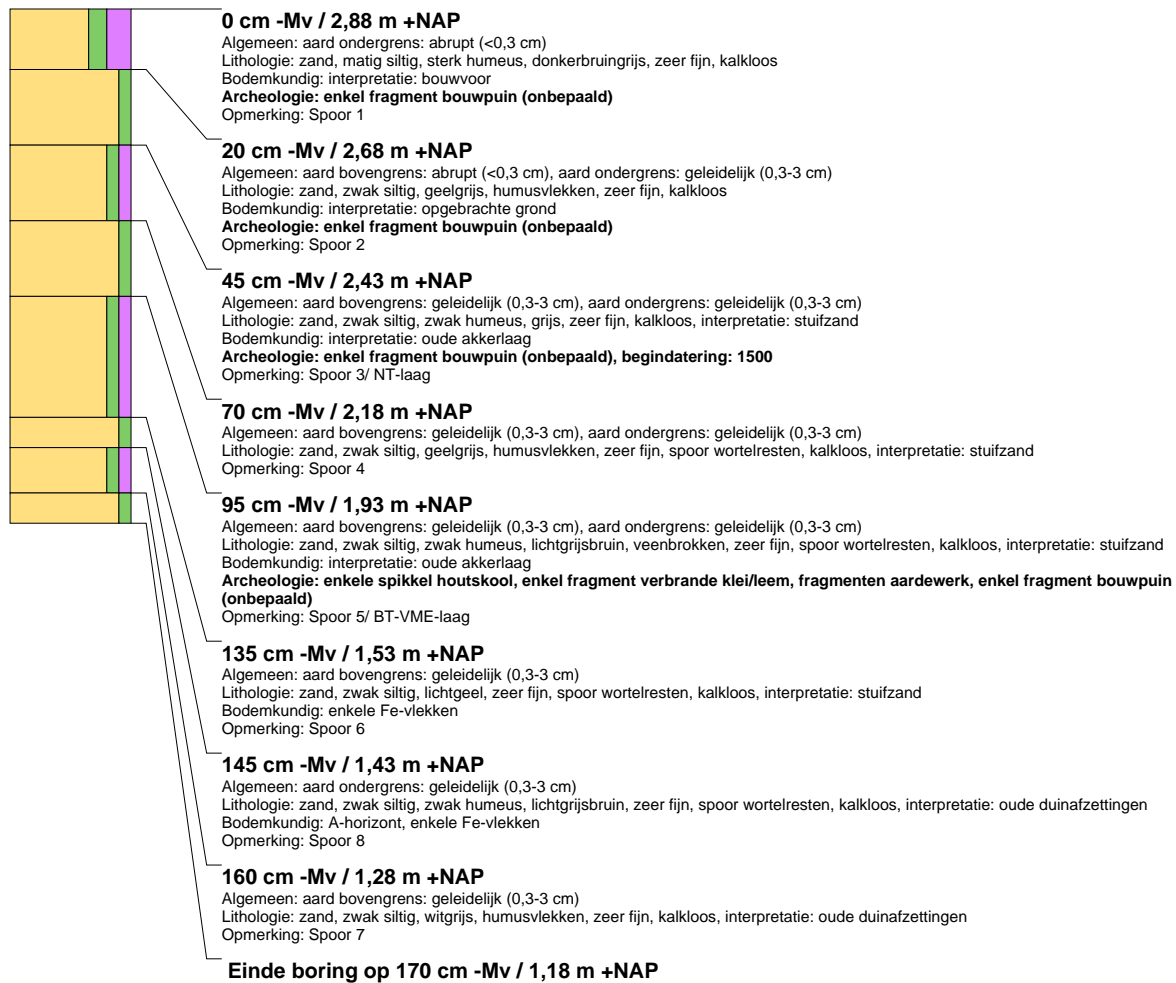 0 cm -Mv / 2,88 m +NAP
Algemeen: aard ondergrens: abrupt (<0,3 cm)
Lithologie: zand, matig siltig, sterk humeus, donkerbruingrijs, zeer fijn, kalkloos
Bodemkundig: interpretatie: bouwvoor
Archeologie: enkel fragment bouwpuin (onbepaald)
Opmerking: Spoor 1
20 cm -Mv / 2,68 m +NAP
Algemeen: aard bovengrens: abrupt (<0,3 cm), aard ondergrens: geleidelijk (0,3-3 cm)
Lithologie: zand, zwak siltig, geelgrijs, humusvlekken, zeer fijn, kalkloos
Bodemkundig: interpretatie: opgebrachte grond
Archeologie: enkel fragment bouwpuin (onbepaald)
Opmerking: Spoor 2
45 cm -Mv / 2,43 m +NAP
Algemeen: aard bovengrens: geleidelijk (0,3-3 cm), aard ondergrens: geleidelijk (0,3-3 cm)
Lithologie: zand, zwak siltig, zwak humeus, grijs, zeer fijn, kalkloos, interpretatie: stuifzand
Bodemkundig: interpretatie: oude akkerlaag
Archeologie: enkel fragment bouwpuin (onbepaald), begindatering: 1500
Opmerking: Spoor 3/ NT-laag
70 cm -Mv / 2,18 m +NAP
Algemeen: aard bovengrens: geleidelijk (0,3-3 cm), aard ondergrens: geleidelijk (0,3-3 cm)
Lithologie: zand, zwak siltig, geelgrijs, humusvlekken, zeer fijn, spoor wortelresten, kalkloos, interpretatie: stuifzand
Opmerking: Spoor 4
95 cm -Mv / 1,93 m +NAP
Algemeen: aard bovengrens: geleidelijk (0,3-3 cm), aard ondergrens: geleidelijk (0,3-3 cm)
Lithologie: zand, zwak siltig, zwak humeus, lichtgrijsbruin, veenbrokken, zeer fijn, spoor wortelresten, kalkloos, interpretatie: stuifzand
Bodemkundig: interpretatie: oude akkerlaag
Archeologie: enkele spikkel houtskool, enkel fragment verbrande klei/leem, fragmenten aardewerk, enkel fragment bouwpuin
(onbepaald)
Opmerking: Spoor 5/ BT-VME-laag
135 cm -Mv / 1,53 m +NAP
Algemeen: aard bovengrens: geleidelijk (0,3-3 cm)
Lithologie: zand, zwak siltig, lichtgeel, zeer fijn, spoor wortelresten, kalkloos, interpretatie: stuifzand
Bodemkundig: enkele Fe-vlekken
Opmerking: Spoor 6
145 cm -Mv / 1,43 m +NAP
Algemeen: aard ondergrens: geleidelijk (0,3-3 cm)
Lithologie: zand, zwak siltig, zwak humeus, lichtgrijsbruin, zeer fijn, spoor wortelresten, kalkloos, interpretatie: oude duinafzettingen
Bodemkundig: A-horizont, enkele Fe-vlekken
Opmerking: Spoor 8
160 cm -Mv / 1,28 m +NAP
Algemeen: aard bovengrens: geleidelijk (0,3-3 cm)
Lithologie: zand, zwak siltig, witgrijs, humusvlekken, zeer fijn, kalkloos, interpretatie: oude duinafzettingen
Opmerking: Spoor 7
Einde boring op 170 cm -Mv / 1,18 m +NAP